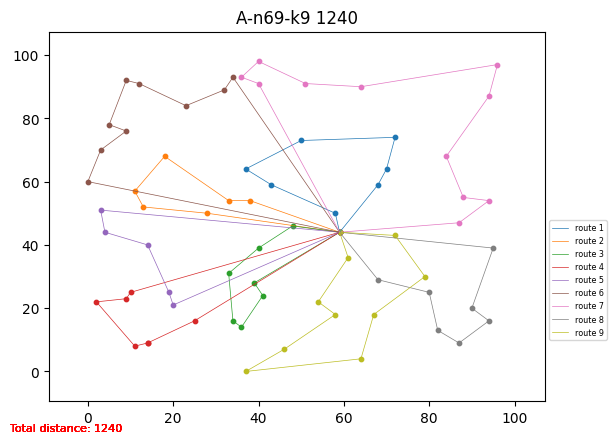 A-n69-k9 1240
100
80
60
40
20
0
0 20 40 60 80 100
route 1
route 2
route 3
route 4
route 5
route 6
route 7
route 8
route 9
Total distance: 1240